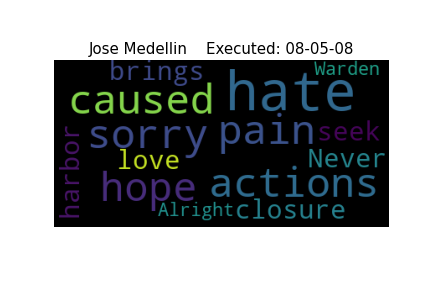 Jose Medellin    Executed: 08-05-08
brings Warden
caused hate
sorry pain seek
harbor love Never
hope actions
Alright closure